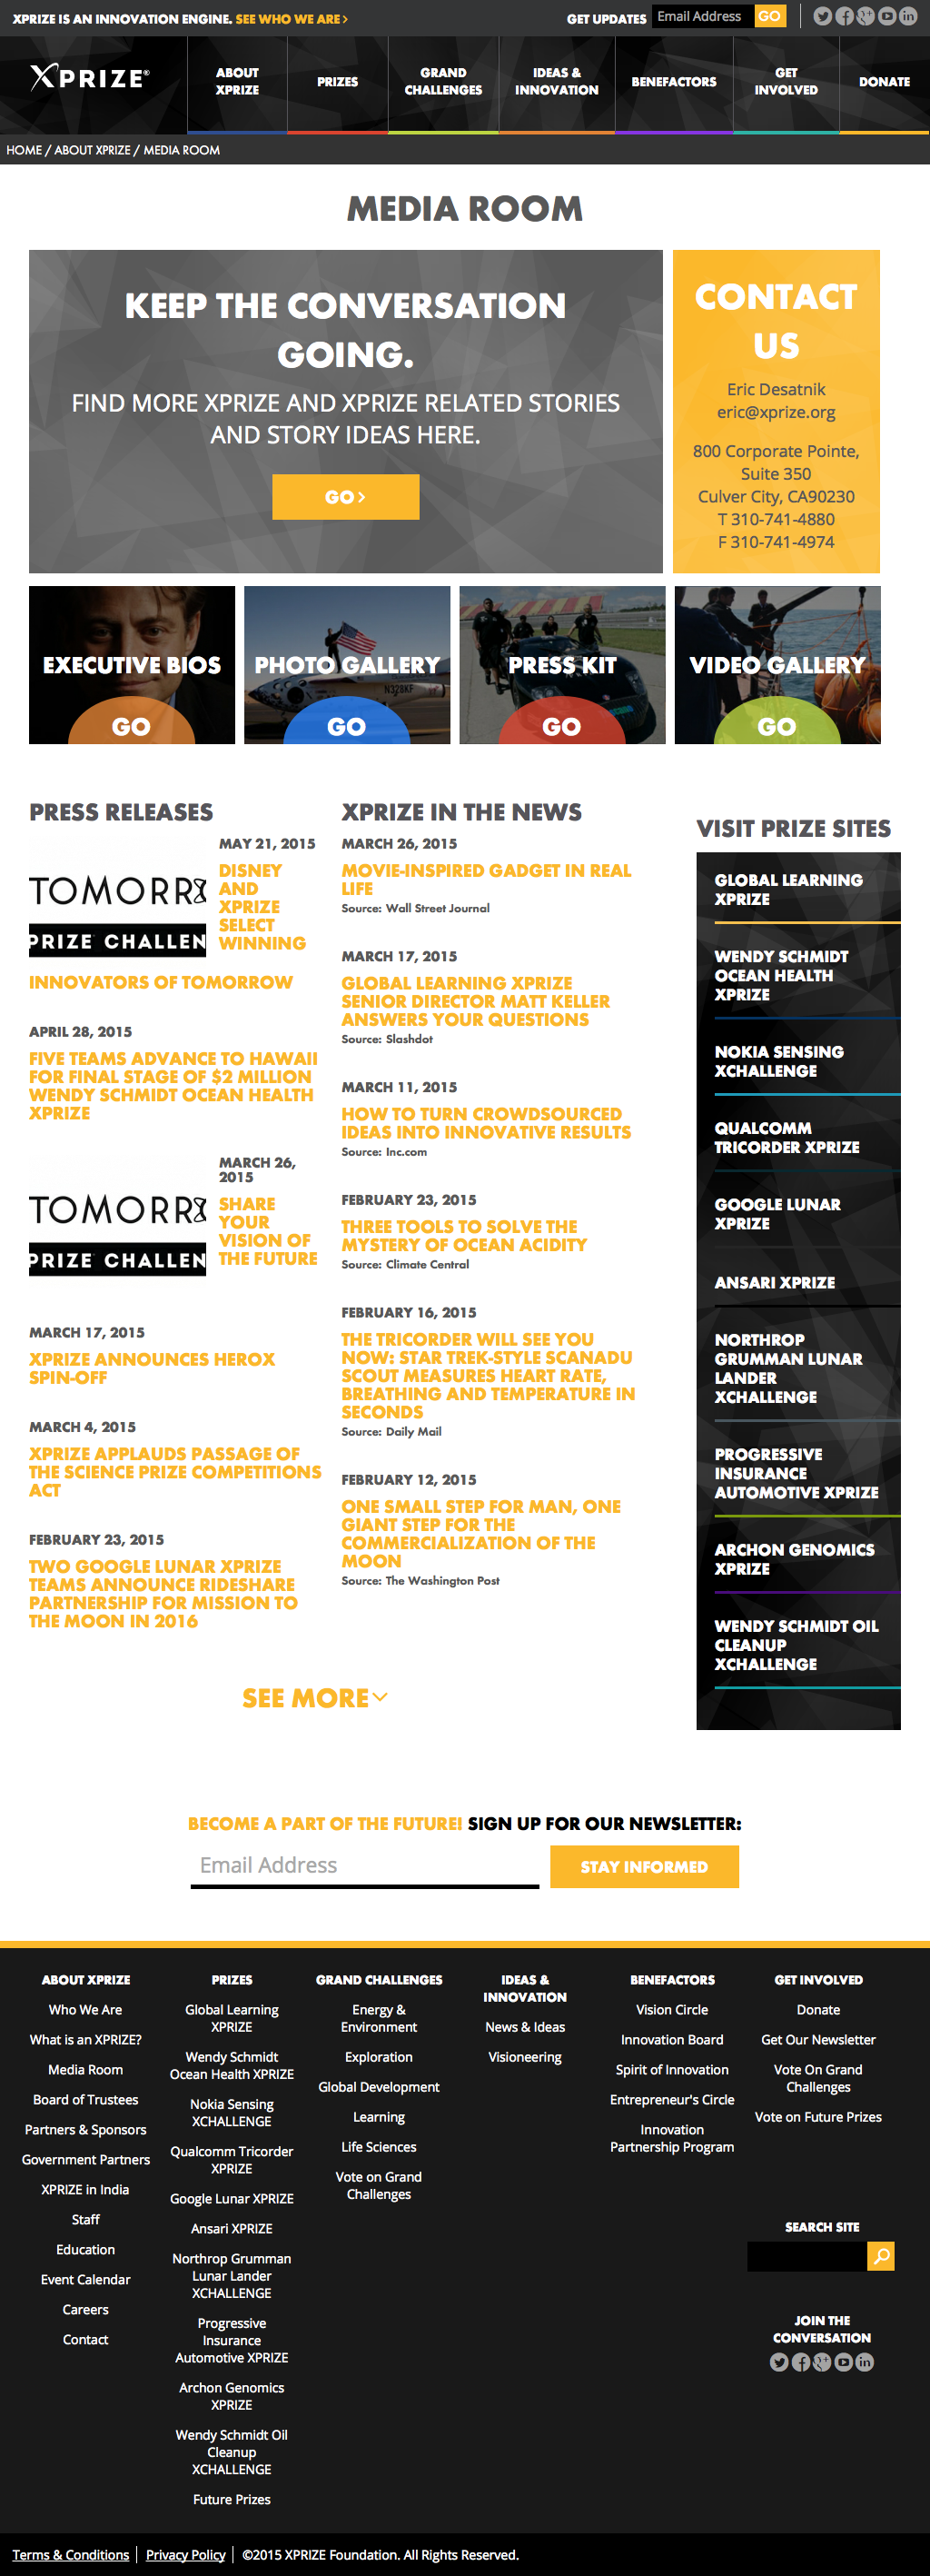 XPRIZE IS AN INNOVATION ENGINE. SEE WHO WE ARE >
GET UPDATES Email Address GO
XPRIZE®
ABOUT
XPRIZE
PRIZES
GRAND
CHALLENGES
IDEAS &
INNOVATION
BENEFACTORS
GET
INVOLVED
DONATE
HOME / ABOUT XPRIZE / MEDIA ROOM
MEDIA ROOM
KEEP THE CONVERSATION
GOING.
FIND MORE XPRIZE AND XPRIZE RELATED STORIES
AND STORY IDEAS HERE.
GO >
CONTACT
US
Eric Desatnik
eric@xprize.org
800 Corporate Pointe,
Suite 350
Culver City, CA90230
T 310-741-4880
F 310-741-4974
EXECUTIVE BIOS
GO
PHOTO GALLERY
N328KF
GO
PRESS KIT
GO
VIDEO GALLERY
GO
PRESS RELEASES
TOMORR
PRIZE CHALLEN
MAY 21, 2015
DISNEY
AND
XPRIZE
SELECT
WINNING
INNOVATORS OF TOMORROW
APRIL 28, 2015
FIVE TEAMS ADVANCE TO HAWAII
FOR FINAL STAGE OF $2 MILLION
WENDY SCHMIDT OCEAN HEALTH
XPRIZE
TOMORR
PRIZE CHALLEN
MARCH 26,
2015
SHARE
YOUR
VISION OF
THE FUTURE
MARCH 17, 2015
XPRIZE ANNOUNCES HEROX
SPIN-OFF
MARCH 4, 2015
XPRIZE APPLAUDS PASSAGE OF
THE SCIENCE PRIZE COMPETITIONS
ACT
FEBRUARY 23, 2015
TWO GOOGLE LUNAR XPRIZE
TEAMS ANNOUNCE RIDESHARE
PARTNERSHIP FOR MISSION TO
THE MOON IN 2016
XPRIZE IN THE NEWS
MARCH 26, 2015
MOVIE-INSPIRED GADGET IN REAL
LIFE
Source: Wall Street Journal
MARCH 17, 2015
GLOBAL LEARNING XPRIZE
SENIOR DIRECTOR MATT KELLER
ANSWERS YOUR QUESTIONS
Source: Slashdot
MARCH 11, 2015
HOW TO TURN CROWDSOURCED
IDEAS INTO INNOVATIVE RESULTS
Source: Inc.com
FEBRUARY 23, 2015
THREE TOOLS TO SOLVE THE
MYSTERY OF OCEAN ACIDITY
Source: Climate Central
FEBRUARY 16, 2015
THE TRICORDER WILL SEE YOU
NOW: STAR TREK-STYLE SCANADU
SCOUT MEASURES HEART RATE,
BREATHING AND TEMPERATURE IN
SECONDS
Source: Daily Mail
FEBRUARY 12, 2015
ONE SMALL STEP FOR MAN, ONE
GIANT STEP FOR THE
COMMERCIALIZATION OF THE
MOON
Source: The Washington Post
SEE MORE
VISIT PRIZE SITES
GLOBAL LEARNING
XPRIZE
WENDY SCHMIDT
OCEAN HEALTH
XPRIZE
NOKIA SENSING
XCHALLENGE
QUALCOMM
TRICORDER XPRIZE
GOOGLE LUNAR
XPRIZE
ANSARI XPRIZE
NORTHROP
GRUMMAN LUNAR
LANDER
XCHALLENGE
PROGRESSIVE
INSURANCE
AUTOMOTIVE XPRIZE
ARCHON GENOMICS
XPRIZE
WENDY SCHMIDT OIL
CLEANUP
XCHALLENGE
BECOME A PART OF THE FUTURE! SIGN UP FOR OUR NEWSLETTER:
Email Address
STAY INFORMED
ABOUT XPRIZE
Who We Are
What is an XPRIZE?
Media Room
Board of Trustees
Partners & Sponsors
Government Partners
XPRIZE in India
Staff
Education
Event Calendar
Careers
Contact
PRIZES
Global Learning
XPRIZE
Wendy Schmidt
Ocean Health XPRIZE
Nokia Sensing
XCHALLENGE
Qualcomm Tricorder
XPRIZE
Google Lunar XPRIZE
Ansari XPRIZE
Northrop Grumman
Lunar Lander
XCHALLENGE
Progressive
Insurance
Automotive XPRIZE
Archon Genomics
XPRIZE
Wendy Schmidt Oil
Cleanup
XCHALLENGE
Future Prizes
GRAND CHALLENGES
Energy &
Environment
Exploration
Global Development
Learning
Life Sciences
Vote on Grand
Challenges
IDEAS &
INNOVATION
News & Ideas
Visioneering
BENEFACTORS
Vision Circle
Innovation Board
Spirit of Innovation
Entrepreneur's Circle
Innovation
Partnership Program
GET INVOLVED
Donate
Get Our Newsletter
Vote On Grand
Challenges
Vote on Future Prizes
SEARCH SITE
JOIN THE
CONVERSATION
Terms & Conditions | Privacy Policy | ©2015 XPRIZE Foundation. All Rights Reserved.